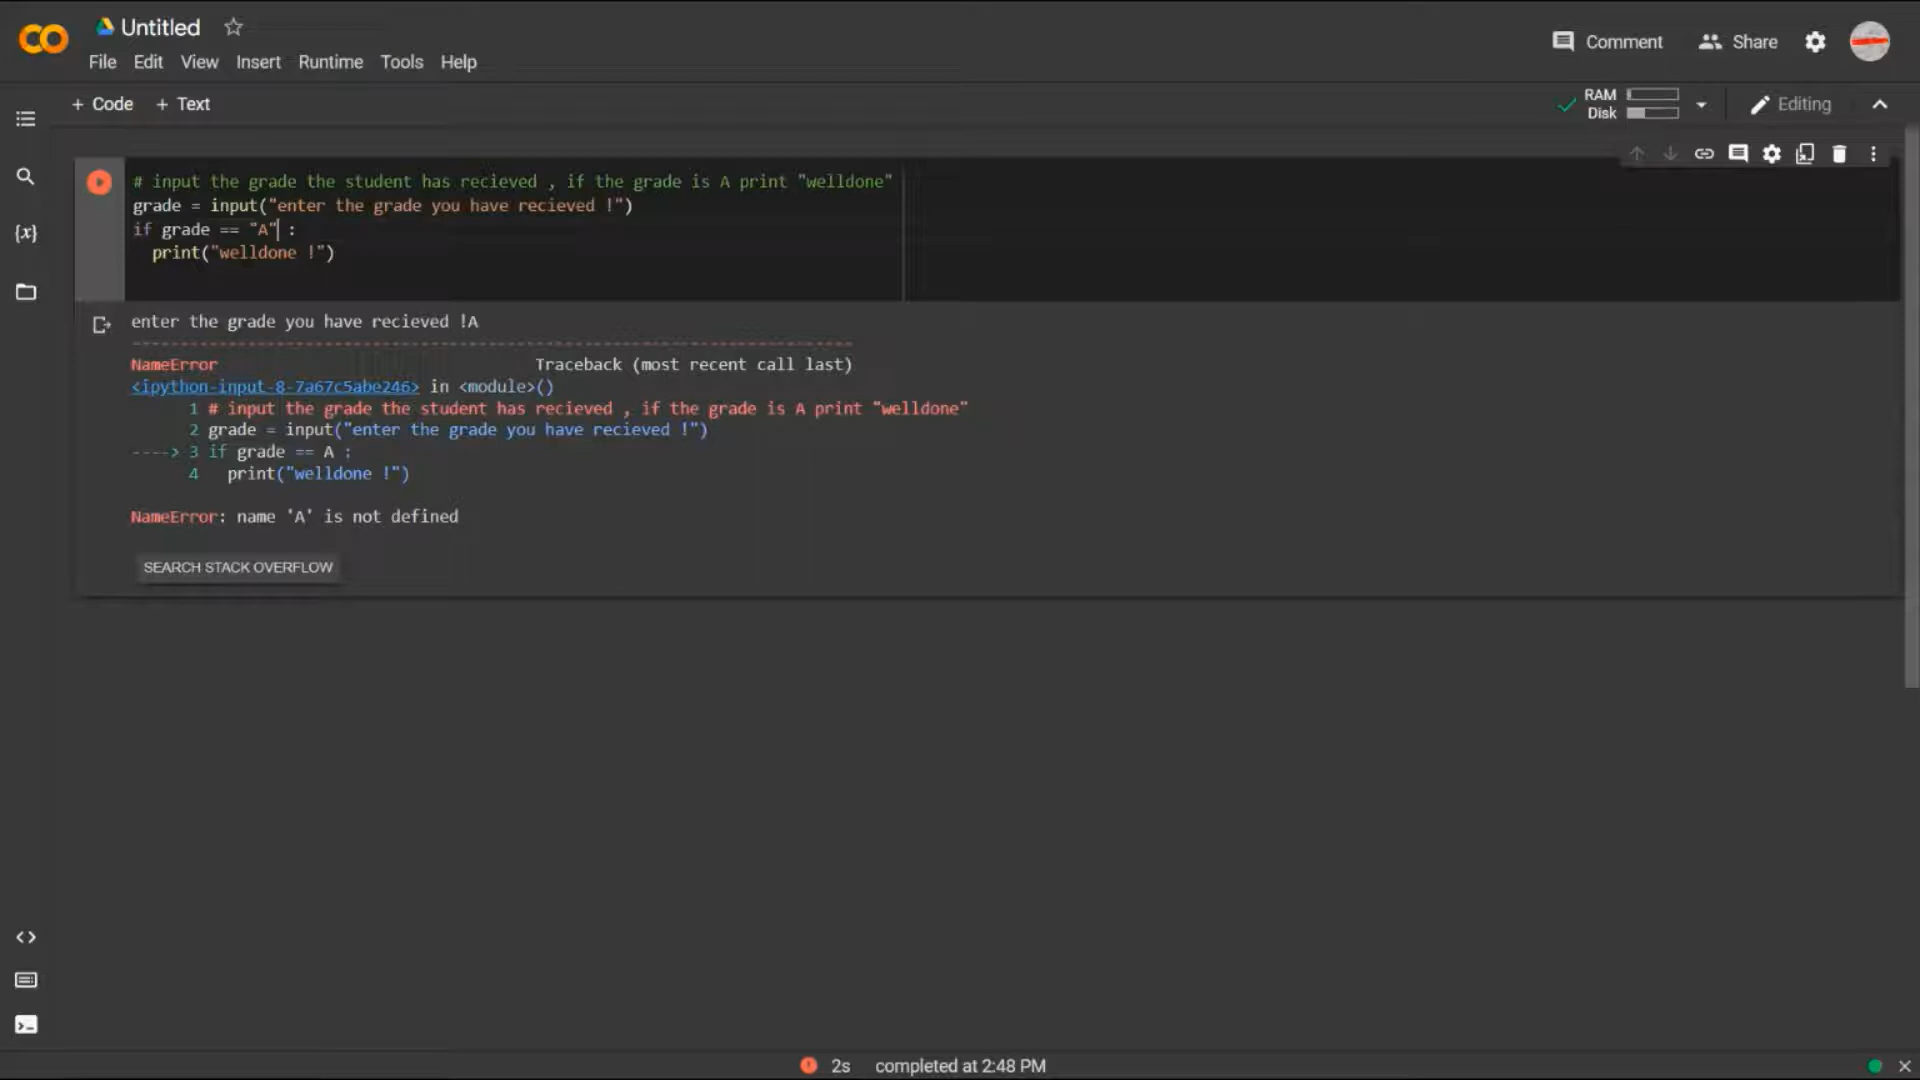 Untitled
File Edit View Insert Runtime Tools Help
Comment Share
+ Code + Text
RAM
Disk
Editing
{x}
# input the grade the student has recieved , if the grade is A print "welldone"
grade = input("enter the grade you have recieved !")
if grade == "A" :
print("welldone !")
enter the grade you have recieved !A
---------------------------------------------------------------------------
NameError Traceback (most recent call last)
<ipython-input-8-7a67c5abe246> in <module>()
1 # input the grade the student has recieved , if the grade is A print "welldone"
2 grade = input("enter the grade you have recieved !")
----> 3 if grade == A :
4 print("welldone !")
NameError: name 'A' is not defined
SEARCH STACK OVERFLOW
2s completed at 2:48 PM